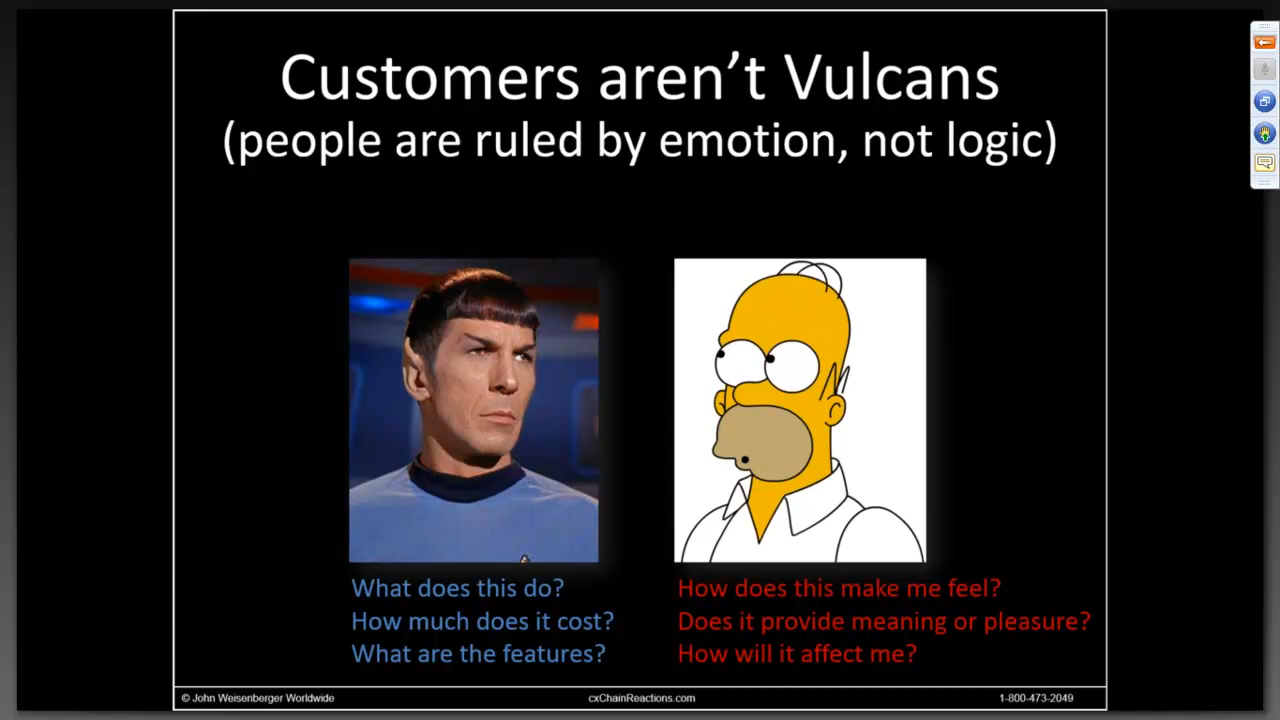 Customers aren’t Vulcans
(people are ruled by emotion, not logic)
What does this do?
How much does it cost?
What are the features?
How does this make me feel?
Does it provide meaning or pleasure?
How will it affect me?
© John Weisenberger Worldwide
cxChainReactions.com
1-800-473-2049